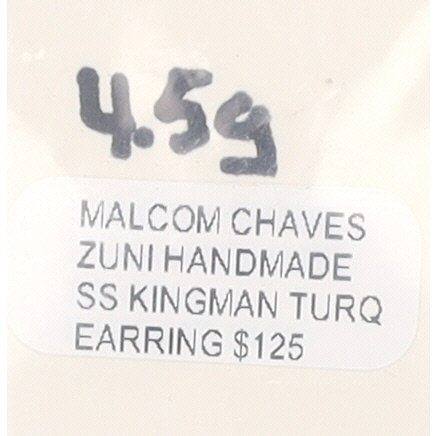 4.5g
MALCOM CHAVES
ZUNI HANDMADE
SS KINGMAN TURQ
EARRING $125